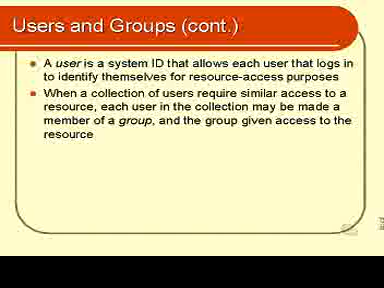 Users and Groups (cont.)
A user is a system ID that allows each user that logs in
to identify themselves for resource-access purposes
When a collection of users require similar access to a
resource, each user in the collection may be made a
member of a group, and the group given access to the
resource